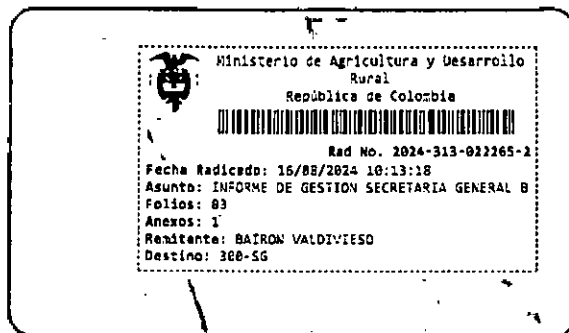 Ministerio de Agricultura y Desarrollo
Rural
República de Colombia
Rad No. 2024-313-022265-2
Fecha Radicado: 16/08/2024 10:13:18
Asunto: INFORME DE GESTION SECRETARIA GENERAL B
Folios: 03
Anexos: 1
Remitente: BAIRON VALDIVIESO
Destino: 300-SG